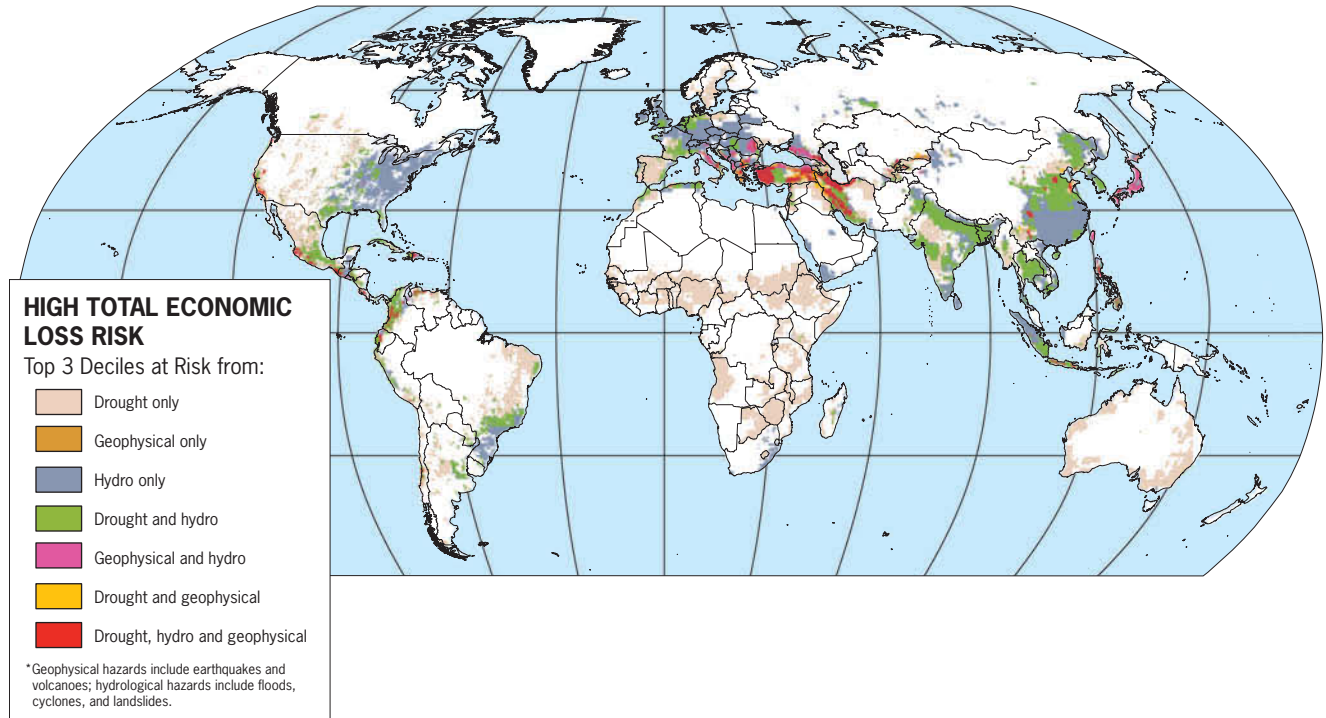 HIGH TOTAL ECONOMIC
LOSS RISK
Top 3 Deciles at Risk from:
Drought only
Geophysical only
Hydro only
Drought and hydro
Geophysical and hydro
Drought and geophysical
Drought, hydro and geophysical
*Geophysical hazards include earthquakes and
volcanoes; hydrological hazards include floods,
cyclones, and landslides.